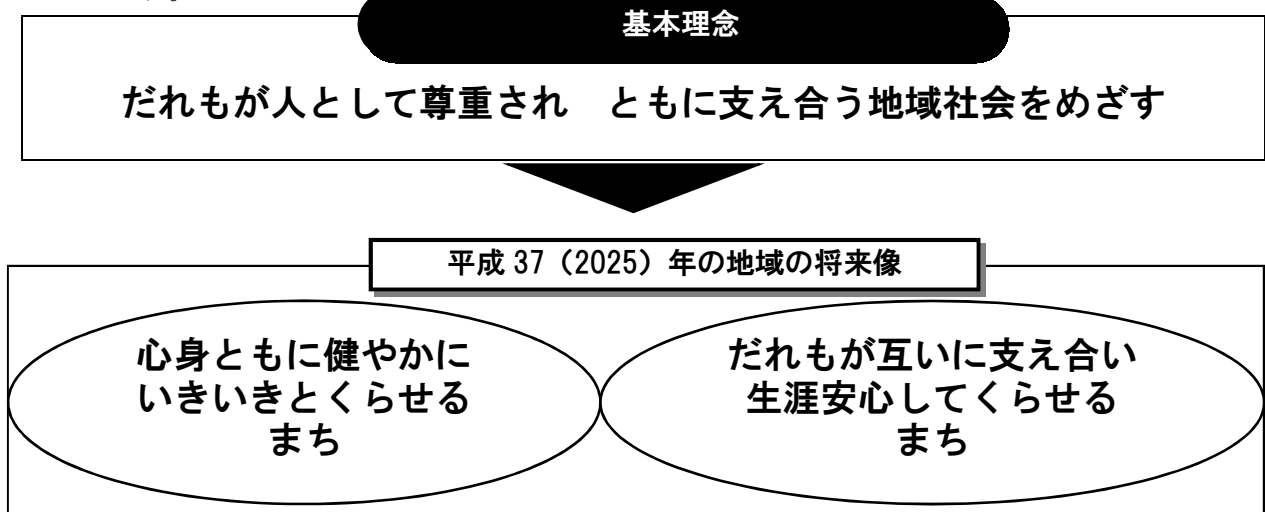 基本理念
だれもが人として尊重され　ともに支え合う地域社会をめざす
平成 37（2025）年の地域の将来像
心身ともに健やかに
いきいきとくらせる
まち
だれもが互いに支え合い
生涯安心してくらせる
まち